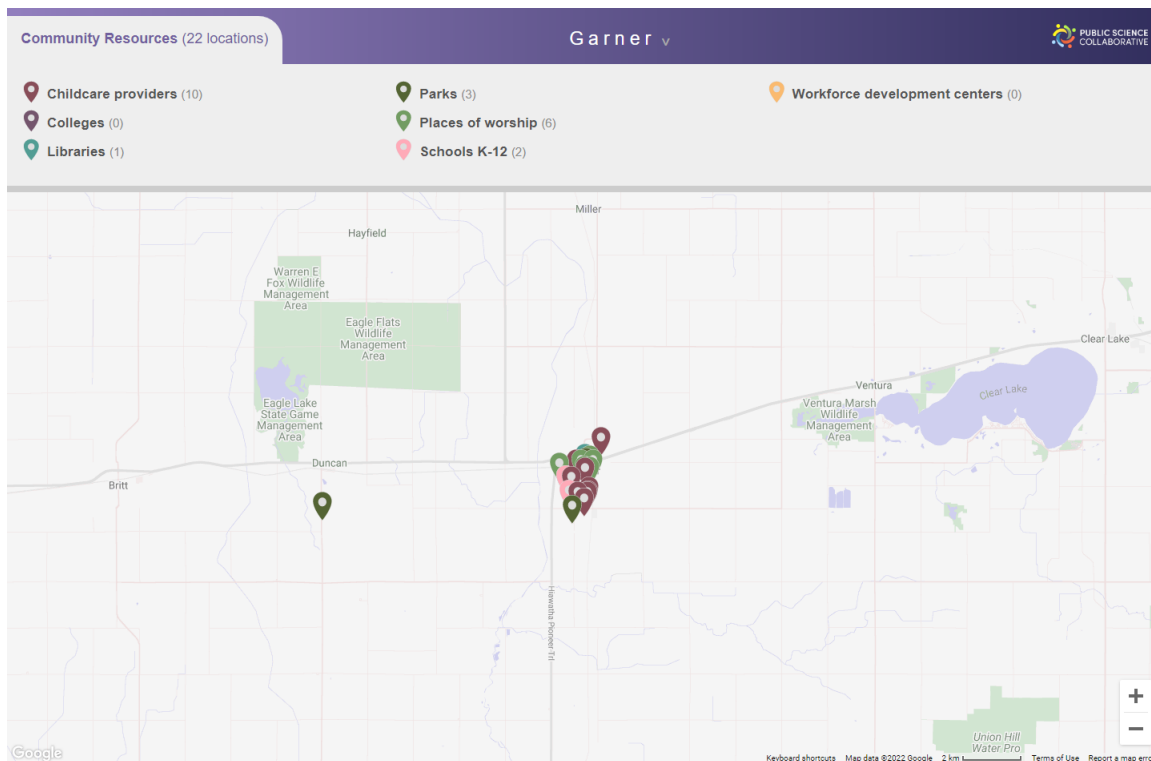 Community Resources (22 locations)
Garner v
PUBLIC SCIENCE
COLLABORATIVE
Childcare providers (10)
Parks (3)
Workforce development centers (0)
Colleges (0)
Places of worship (6)
Libraries (1)
Schools K-12 (2)
Miller
Hayfield
Warren E
Fox Wildlife
Management
Area
Eagle Flats
Wildlife
Management
Area
Clear Lake
Ventura
Clear Lake
Eagle Lake
State Game
Management
Area
Ventura Marsh
Wildlife
Management
Area
Duncan
Britt
Hiawatha Pioneer Trl
Union Hill
Water Pro
+
−
Google
Keyboard shortcuts
Map data ©2022 Google
2 km
Terms of Use
Report a map erro